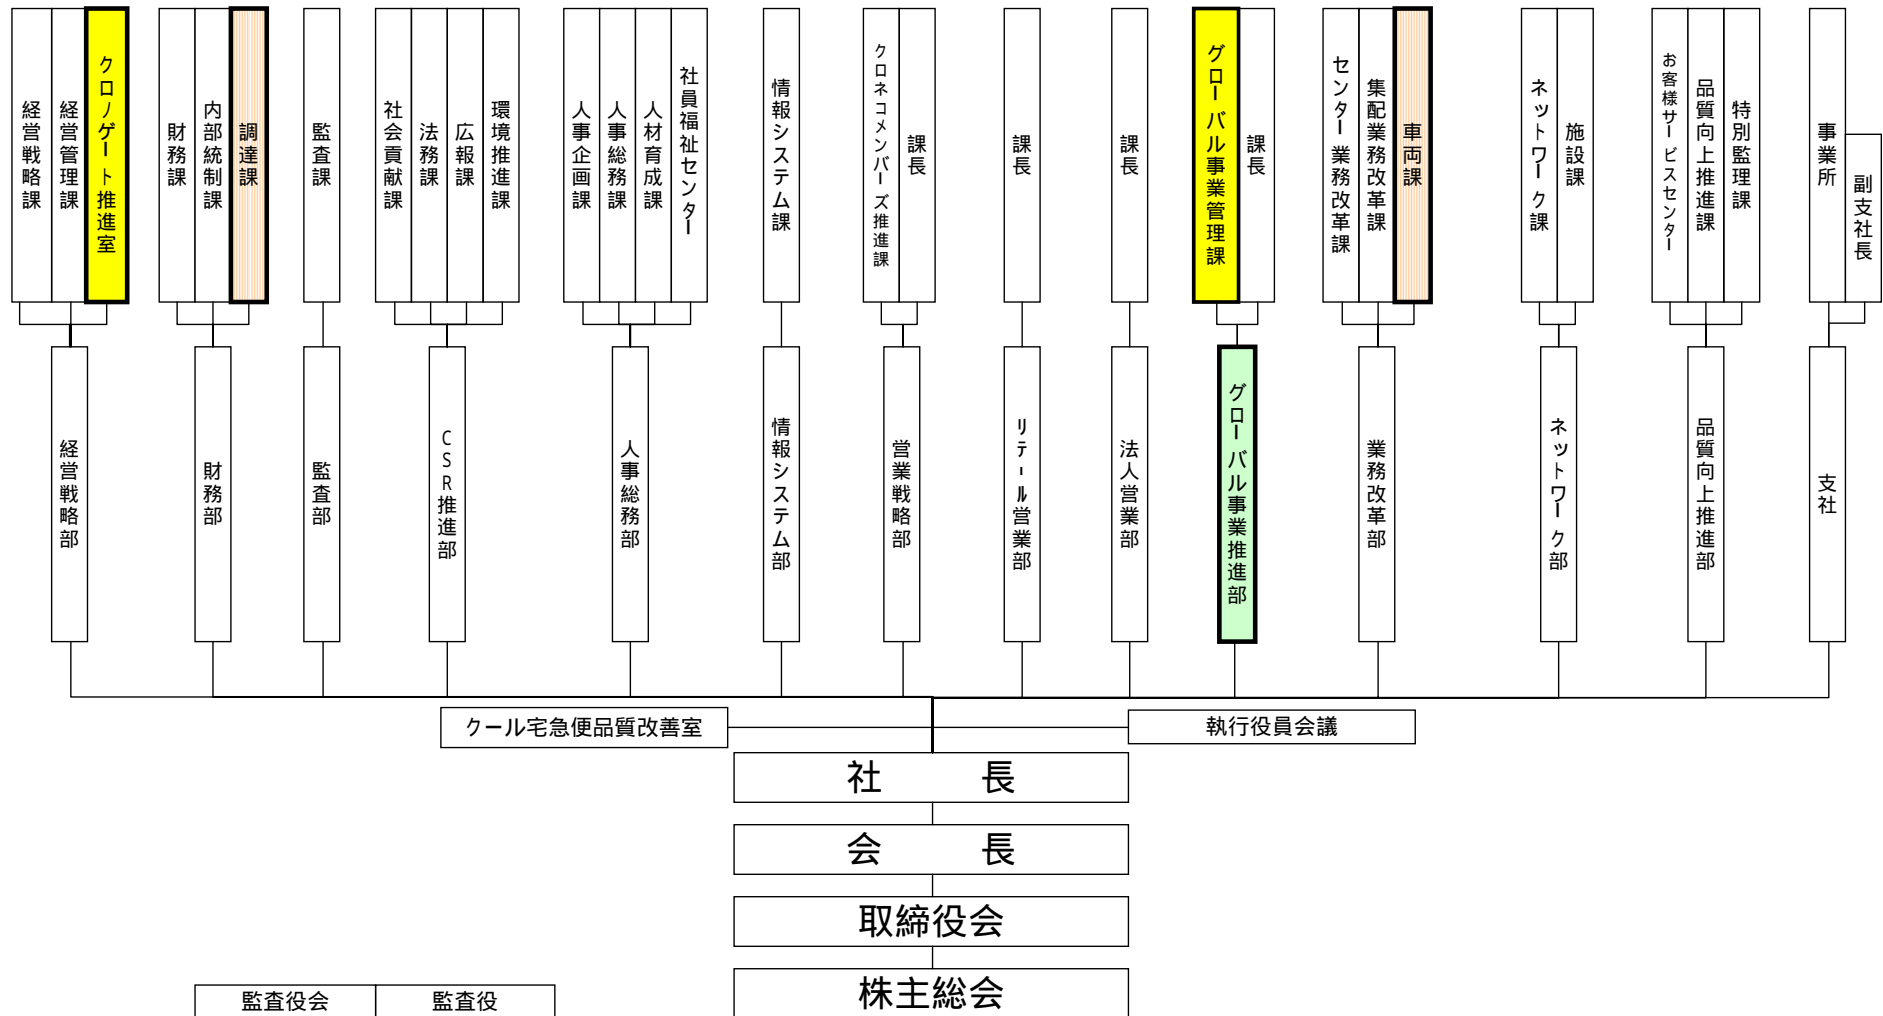 経営戦略課
経営管理課
クロノゲート推進室
財務課
内部統制課
調達課
監査課
社会貢献課
法務課
広報課
環境推進課
人事企画課
人事総務課
人材育成課
社員福祉センター
情報システム課
クロネコメンバーズ推進課
課長
課長
課長
グローバル事業管理課
課長
センター業務改革課
集配業務改革課
車両課
ネットワーク課
施設課
お客様サービスセンター
品質向上推進課
特別監理課
事業所
副支社長
経営戦略部
財務部
監査部
CSR推進部
人事総務部
情報システム部
営業戦略部
リテール営業部
法人営業部
グローバル事業推進部
業務改革部
ネットワーク部
品質向上推進部
支社
クール宅急便品質改善室
執行役員会議
社　長
会　長
取締役会
株主総会
監査役会
監査役